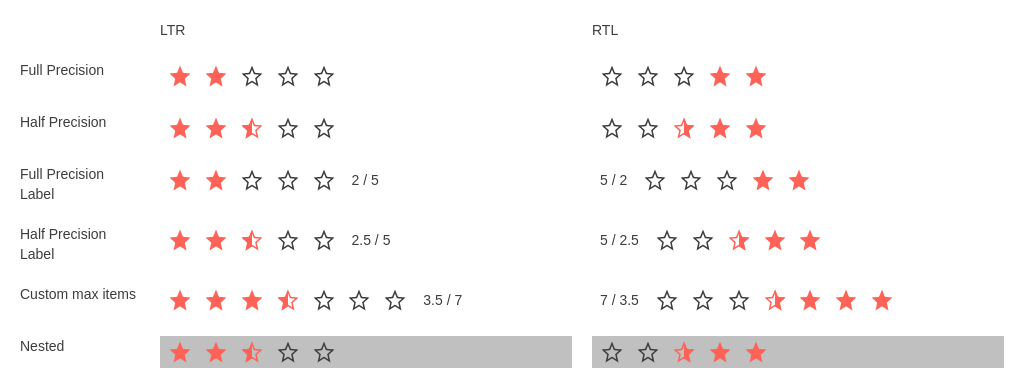 LTR
RTL
Full Precision
Half Precision
Full Precision
Label
2 / 5
5 / 2
Half Precision
Label
2.5 / 5
5 / 2.5
Custom max items
3.5 / 7
7 / 3.5
Nested